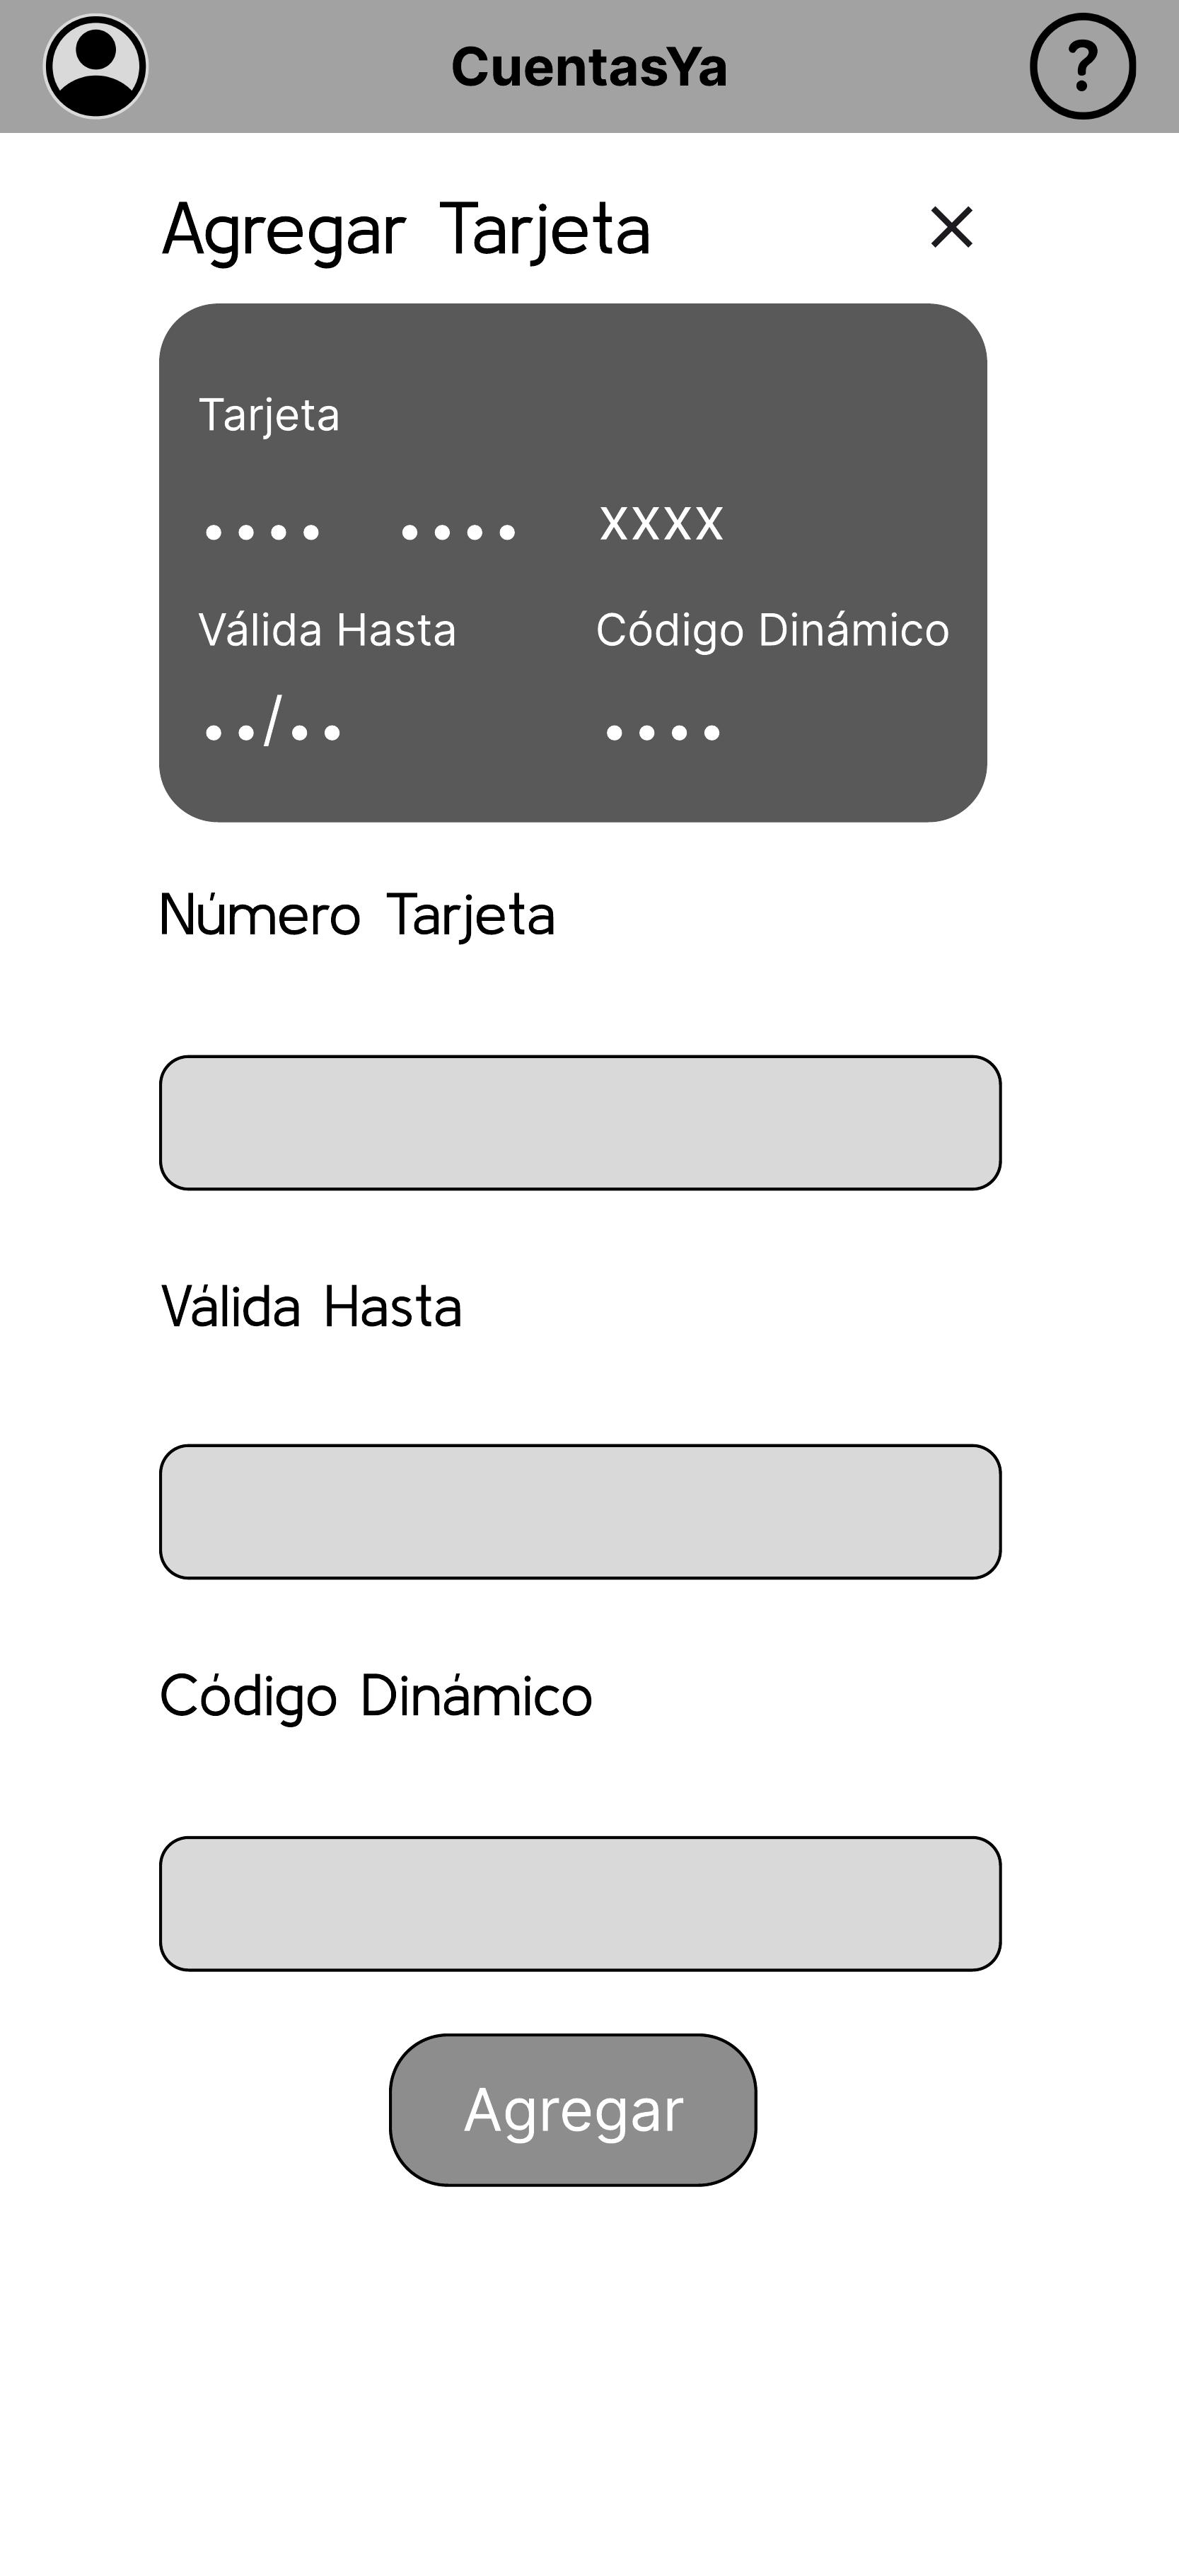 CuentasYa
?
Agregar Tarjeta
Tarjeta
•••• •••• xxxx
Válida Hasta Código Dinámico
••/•• ••••
Número Tarjeta
Válida Hasta
Código Dinámico
Agregar